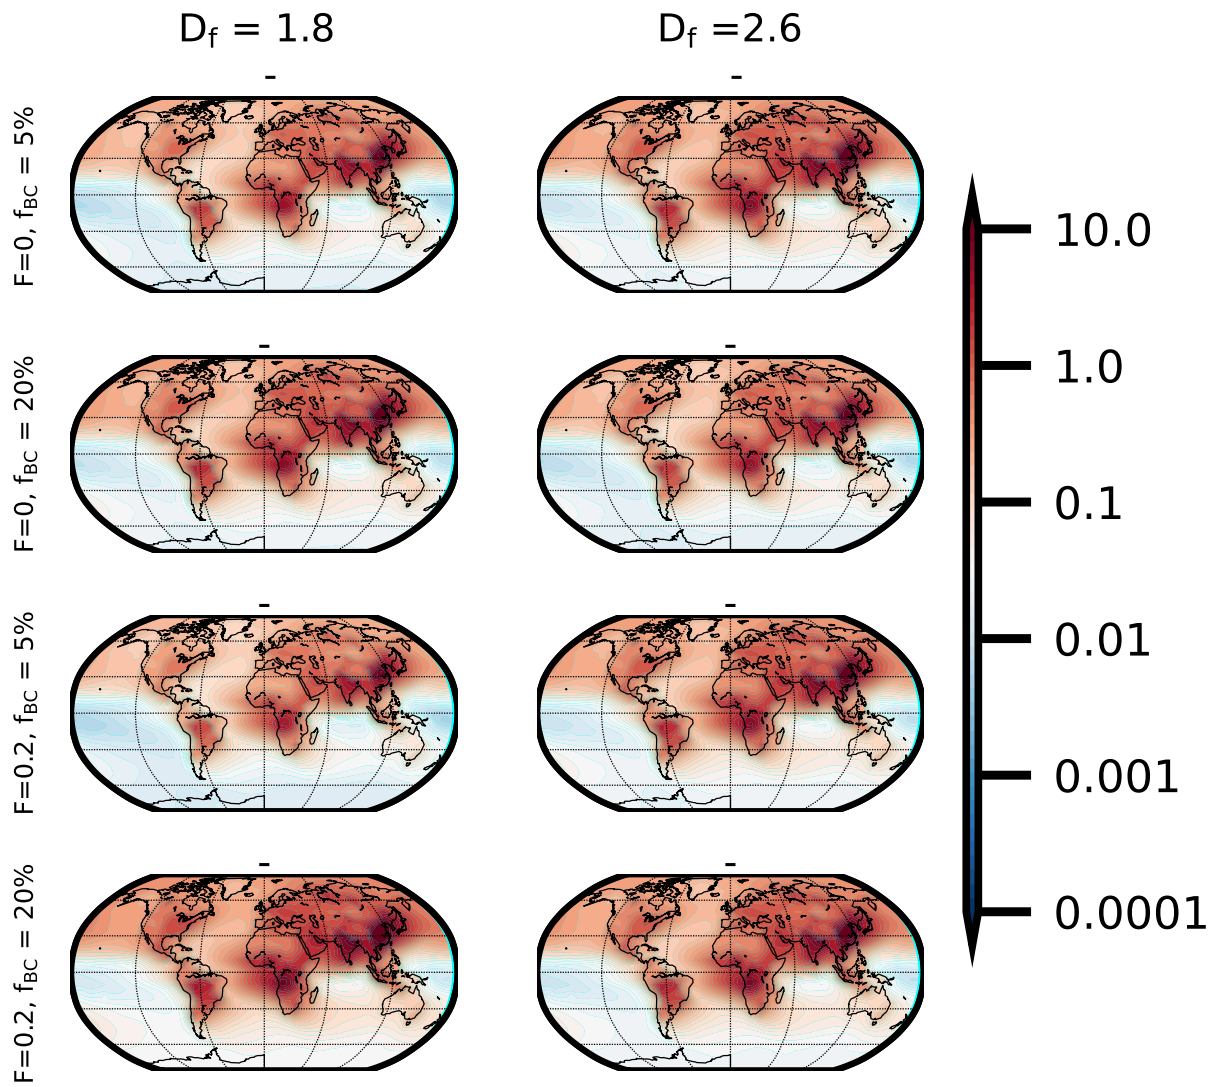 D_f = 1.8
D_f =2.6
-
-
F=0, f_BC = 5%
-
-
F=0, f_BC = 20%
-
-
F=0.2, f_BC = 5%
-
-
F=0.2, f_BC = 20%
10.0
1.0
0.1
0.01
0.001
0.0001